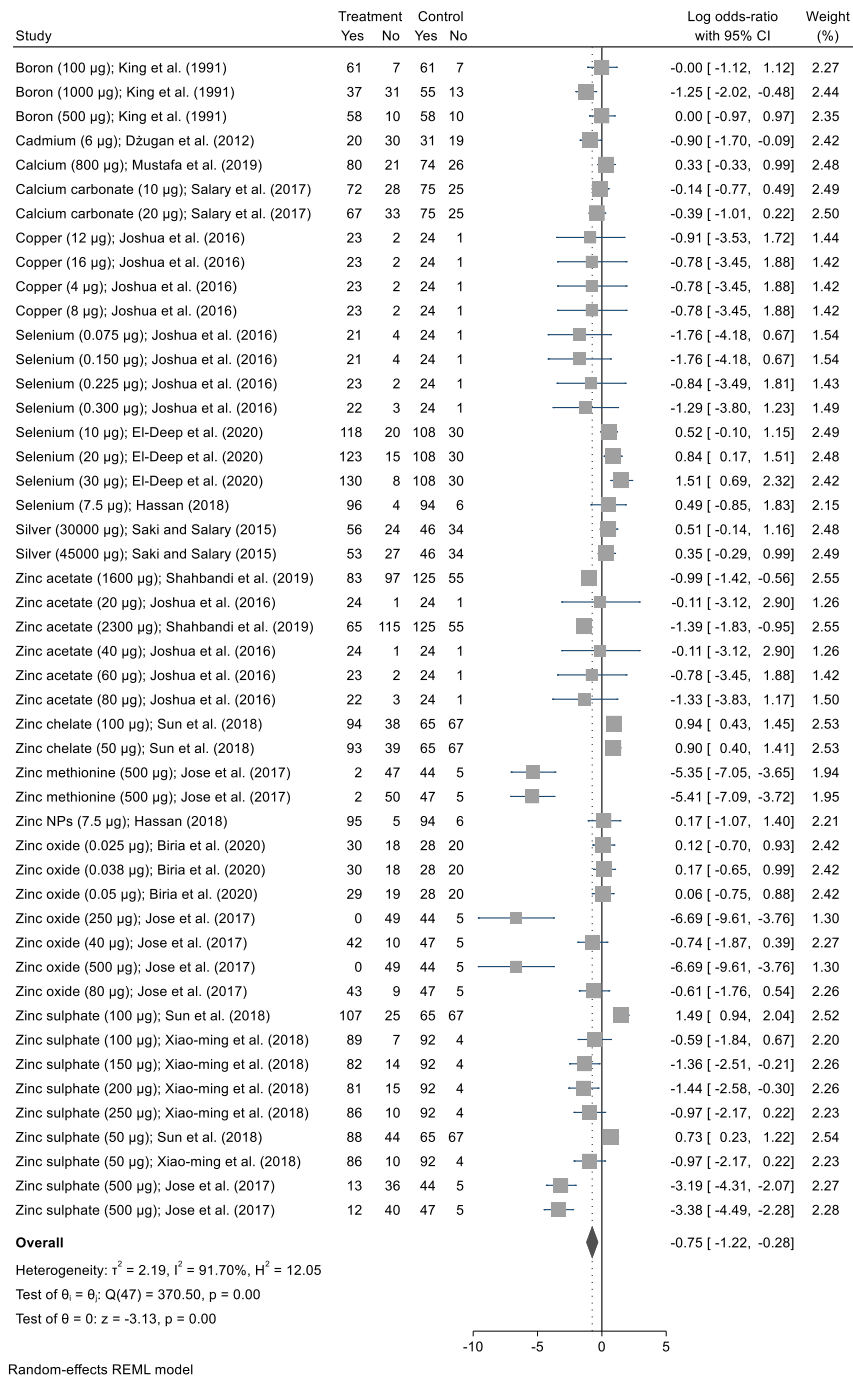 Treatment Control Log odds-ratio Weight
Study Yes No Yes No with 95% CI (%)
Boron (100 µg); King et al. (1991) 61 7 61 7 -0.00 [ -1.12, 1.12] 2.27
Boron (1000 µg); King et al. (1991) 37 31 55 13 -1.25 [ -2.02, -0.48] 2.44
Boron (500 µg); King et al. (1991) 58 10 58 10 0.00 [ -0.97, 0.97] 2.35
Cadmium (6 µg); Dżugan et al. (2012) 20 30 31 19 -0.90 [ -1.70, -0.09] 2.42
Calcium (800 µg); Mustafa et al. (2019) 80 21 74 26 0.33 [ -0.33, 0.99] 2.48
Calcium carbonate (10 µg); Salary et al. (2017) 72 28 75 25 -0.14 [ -0.77, 0.49] 2.49
Calcium carbonate (20 µg); Salary et al. (2017) 67 33 75 25 -0.39 [ -1.01, 0.22] 2.50
Copper (12 µg); Joshua et al. (2016) 23 2 24 1 -0.91 [ -3.53, 1.72] 1.44
Copper (16 µg); Joshua et al. (2016) 23 2 24 1 -0.78 [ -3.45, 1.88] 1.42
Copper (4 µg); Joshua et al. (2016) 23 2 24 1 -0.78 [ -3.45, 1.88] 1.42
Copper (8 µg); Joshua et al. (2016) 23 2 24 1 -0.78 [ -3.45, 1.88] 1.42
Selenium (0.075 µg); Joshua et al. (2016) 21 4 24 1 -1.76 [ -4.18, 0.67] 1.54
Selenium (0.150 µg); Joshua et al. (2016) 21 4 24 1 -1.76 [ -4.18, 0.67] 1.54
Selenium (0.225 µg); Joshua et al. (2016) 23 2 24 1 -0.84 [ -3.49, 1.81] 1.43
Selenium (0.300 µg); Joshua et al. (2016) 22 3 24 1 -1.29 [ -3.80, 1.23] 1.49
Selenium (10 µg); El-Deep et al. (2020) 118 20 108 30 0.52 [ -0.10, 1.15] 2.49
Selenium (20 µg); El-Deep et al. (2020) 123 15 108 30 0.84 [ 0.17, 1.51] 2.48
Selenium (30 µg); El-Deep et al. (2020) 130 8 108 30 1.51 [ 0.69, 2.32] 2.42
Selenium (7.5 µg); Hassan (2018) 96 4 94 6 0.49 [ -0.85, 1.83] 2.15
Silver (30000 µg); Saki and Salary (2015) 56 24 46 34 0.51 [ -0.14, 1.16] 2.48
Silver (45000 µg); Saki and Salary (2015) 53 27 46 34 0.35 [ -0.29, 0.99] 2.49
Zinc acetate (1600 µg); Shahbandi et al. (2019) 83 97 125 55 -0.99 [ -1.42, -0.56] 2.55
Zinc acetate (20 µg); Joshua et al. (2016) 24 1 24 1 -0.11 [ -3.12, 2.90] 1.26
Zinc acetate (2300 µg); Shahbandi et al. (2019) 65 115 125 55 -1.39 [ -1.83, -0.95] 2.55
Zinc acetate (40 µg); Joshua et al. (2016) 24 1 24 1 -0.11 [ -3.12, 2.90] 1.26
Zinc acetate (60 µg); Joshua et al. (2016) 23 2 24 1 -0.78 [ -3.45, 1.88] 1.42
Zinc acetate (80 µg); Joshua et al. (2016) 22 3 24 1 -1.33 [ -3.83, 1.17] 1.50
Zinc chelate (100 µg); Sun et al. (2018) 94 38 65 67 0.94 [ 0.43, 1.45] 2.53
Zinc chelate (50 µg); Sun et al. (2018) 93 39 65 67 0.90 [ 0.40, 1.41] 2.53
Zinc methionine (500 µg); Jose et al. (2017) 2 47 44 5 -5.35 [ -7.05, -3.65] 1.94
Zinc methionine (500 µg); Jose et al. (2017) 2 50 47 5 -5.41 [ -7.09, -3.72] 1.95
Zinc NPs (7.5 µg); Hassan (2018) 95 5 94 6 0.17 [ -1.07, 1.40] 2.21
Zinc oxide (0.025 µg); Biria et al. (2020) 30 18 28 20 0.12 [ -0.70, 0.93] 2.42
Zinc oxide (0.038 µg); Biria et al. (2020) 30 18 28 20 0.17 [ -0.65, 0.99] 2.42
Zinc oxide (0.05 µg); Biria et al. (2020) 29 19 28 20 0.06 [ -0.75, 0.88] 2.42
Zinc oxide (250 µg); Jose et al. (2017) 0 49 44 5 -6.69 [ -9.61, -3.76] 1.30
Zinc oxide (40 µg); Jose et al. (2017) 42 10 47 5 -0.74 [ -1.87, 0.39] 2.27
Zinc oxide (500 µg); Jose et al. (2017) 0 49 44 5 -6.69 [ -9.61, -3.76] 1.30
Zinc oxide (80 µg); Jose et al. (2017) 43 9 47 5 -0.61 [ -1.76, 0.54] 2.26
Zinc sulphate (100 µg); Sun et al. (2018) 107 25 65 67 1.49 [ 0.94, 2.04] 2.52
Zinc sulphate (100 µg); Xiao-ming et al. (2018) 89 7 92 4 -0.59 [ -1.84, 0.67] 2.20
Zinc sulphate (150 µg); Xiao-ming et al. (2018) 82 14 92 4 -1.36 [ -2.51, -0.21] 2.26
Zinc sulphate (200 µg); Xiao-ming et al. (2018) 81 15 92 4 -1.44 [ -2.58, -0.30] 2.26
Zinc sulphate (250 µg); Xiao-ming et al. (2018) 86 10 92 4 -0.97 [ -2.17, 0.22] 2.23
Zinc sulphate (50 µg); Sun et al. (2018) 88 44 65 67 0.73 [ 0.23, 1.22] 2.54
Zinc sulphate (50 µg); Xiao-ming et al. (2018) 86 10 92 4 -0.97 [ -2.17, 0.22] 2.23
Zinc sulphate (500 µg); Jose et al. (2017) 13 36 44 5 -3.19 [ -4.31, -2.07] 2.27
Zinc sulphate (500 µg); Jose et al. (2017) 12 40 47 5 -3.38 [ -4.49, -2.28] 2.28
Overall -0.75 [ -1.22, -0.28]
Heterogeneity: τ² = 2.19, I² = 91.70%, H² = 12.05
Test of θᵢ = θⱼ: Q(47) = 370.50, p = 0.00
Test of θ = 0: z = -3.13, p = 0.00
-10 -5 0 5
Random-effects REML model